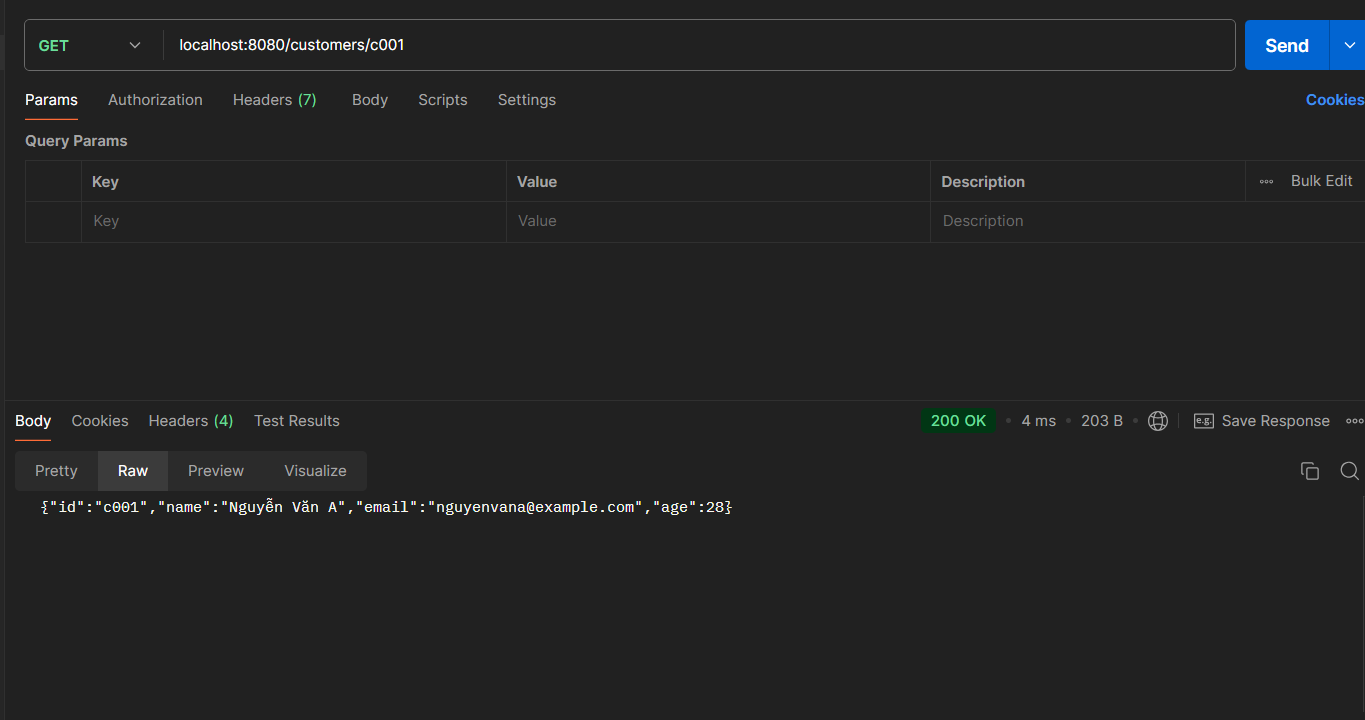 GET localhost:8080/customers/c001 Send
Params Authorization Headers (7) Body Scripts Settings Cookies
Query Params
Key Value Description Bulk Edit
Key Value Description
Body Cookies Headers (4) Test Results 200 OK 4 ms 203 B e.g. Save Response
Pretty Raw Preview Visualize
{"id":"c001","name":"Nguyễn Văn A","email":"nguyenvana@example.com","age":28}